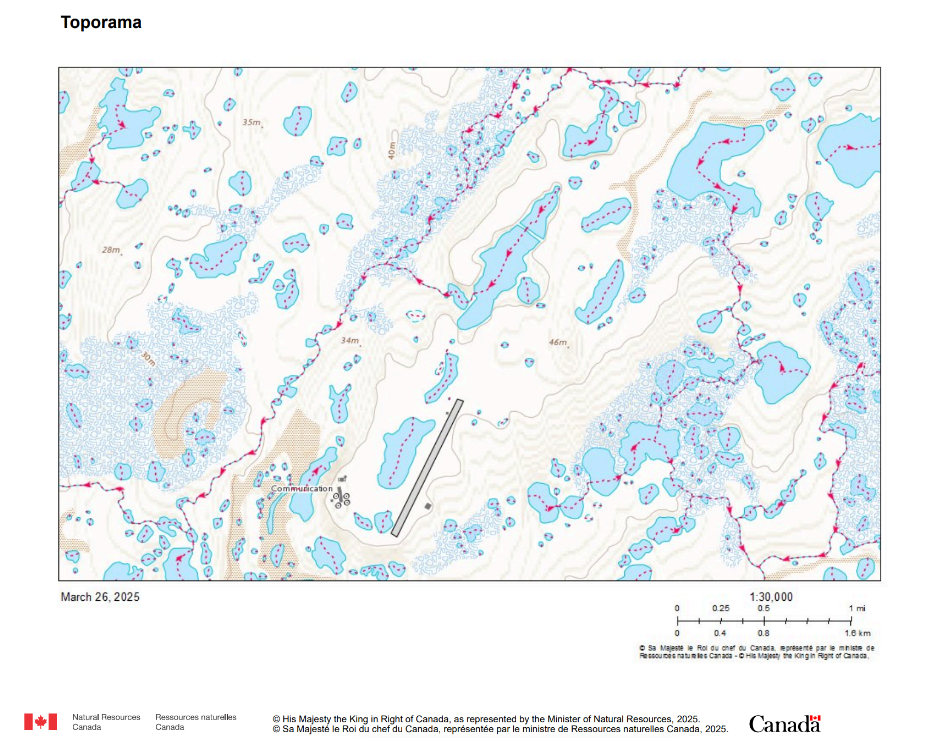 Toporama
35m
40m
28m
34m
46m
30m
Communication
March 26, 2025
1:30,000
0 0.25 0.5 1 mi
0 0.4 0.8 1.6 km
© Sa Majesté le Roi du chef du Canada, représenté par le ministre de
Ressources naturelles Canada - © His Majesty the King in Right of Canada,
Natural Resources
Canada
Ressources naturelles
Canada
© His Majesty the King in Right of Canada, as represented by the Minister of Natural Resources, 2025.
© Sa Majesté le Roi du chef du Canada, représentée par le ministre de Ressources naturelles Canada, 2025.
Canada